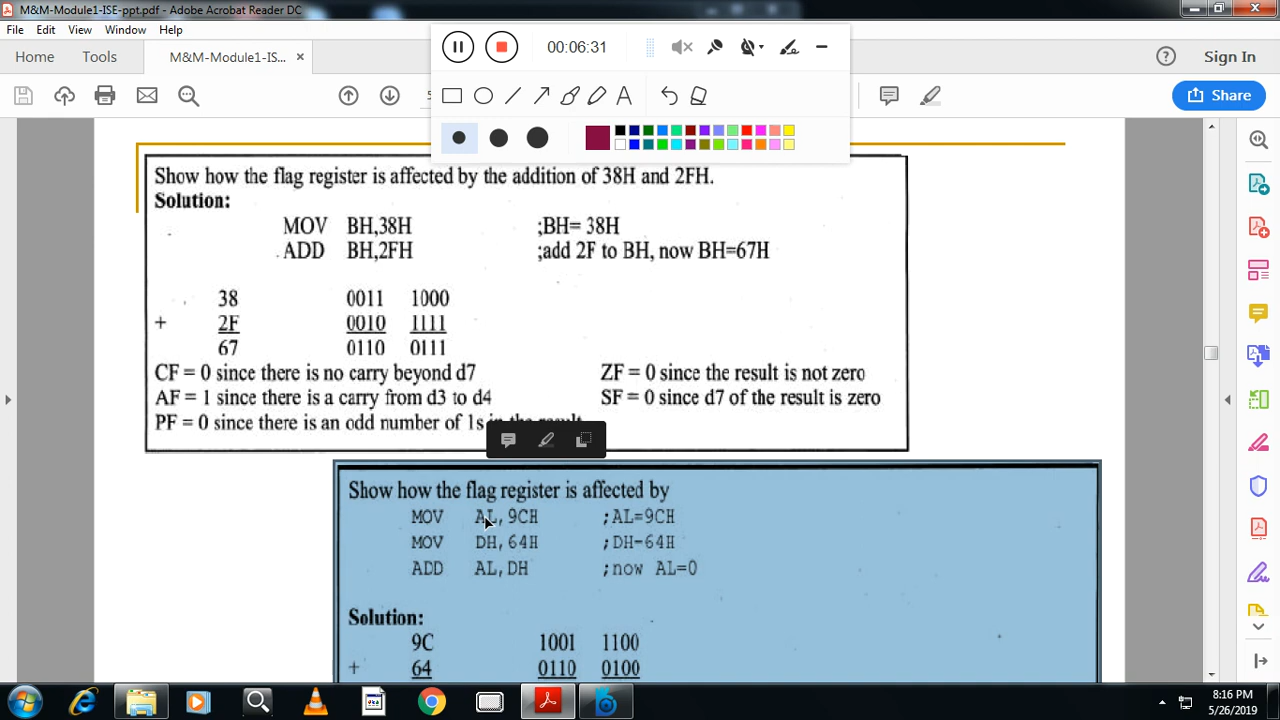 M&M-Module1-ISE-ppt.pdf - Adobe Acrobat Reader DC
File Edit View Window Help
00:06:31
Home Tools M&M-Module1-IS... × Sign In
A
Share
Show how the flag register is affected by the addition of 38H and 2FH.
Solution:
MOV BH,38H ;BH= 38H
ADD BH,2FH ;add 2F to BH, now BH=67H
38 0011 1000
+ 2F 0010 1111
67 0110 0111
CF = 0 since there is no carry beyond d7 ZF = 0 since the result is not zero
AF = 1 since there is a carry from d3 to d4 SF = 0 since d7 of the result is zero
PF = 0 since there is an odd number of 1s in the result
Show how the flag register is affected by
MOV AL,9CH ;AL=9CH
MOV DH,64H ;DH=64H
ADD AL,DH ;now AL=0
Solution:
9C 1001 1100
+ 64 0110 0100
8:16 PM
5/26/2019